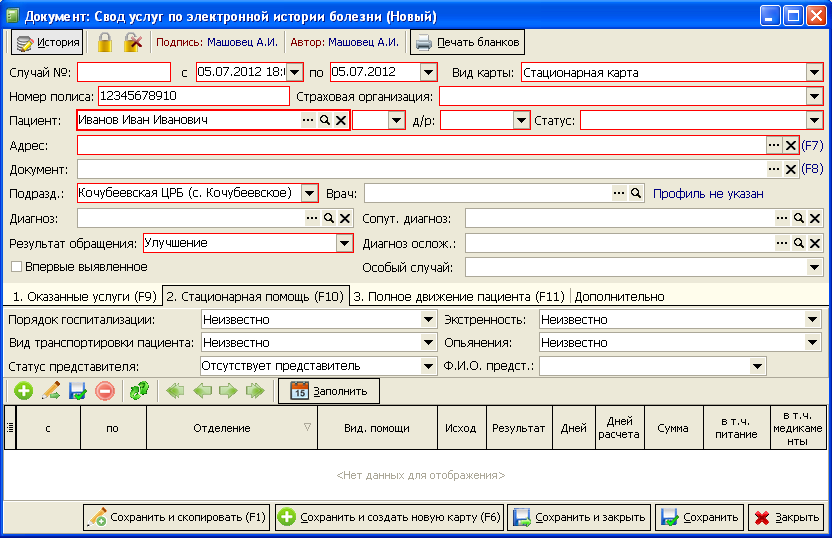 Документ: Свод услуг по электронной истории болезни (Новый)
История Подпись: Машовец А.И. Автор: Машовец А.И. Печать бланков
Случай №: с 05.07.2012 18:0 по 05.07.2012 Вид карты: Стационарная карта
Номер полиса: 12345678910 Страховая организация:
Пациент: Иванов Иван Иванович д/р: Статус:
Адрес: (F7)
Документ: (F8)
Подразд.: Кочубеевская ЦРБ (с. Кочубеевское) Врач: Профиль не указан
Диагноз: Сопут. диагноз:
Результат обращения: Улучшение Диагноз ослож.:
Впервые выявленное Особый случай:
1. Оказанные услуги (F9) 2. Стационарная помощь (F10) 3. Полное движение пациента (F11) Дополнительно
Порядок госпитализации: Неизвестно Экстренность: Неизвестно
Вид транспортировки пациента: Неизвестно Опьянения: Неизвестно
Статус представителя: Отсутствует представитель Ф.И.О. предст.:
15 Заполнить
с по Отделение Вид. помощи Исход Результат Дней Дней расчета Сумма в т.ч. питание в т.ч. медикаме нты
<Нет данных для отображения>
Сохранить и скопировать (F1) Сохранить и создать новую карту (F6) Сохранить и закрыть Сохранить Закрыть